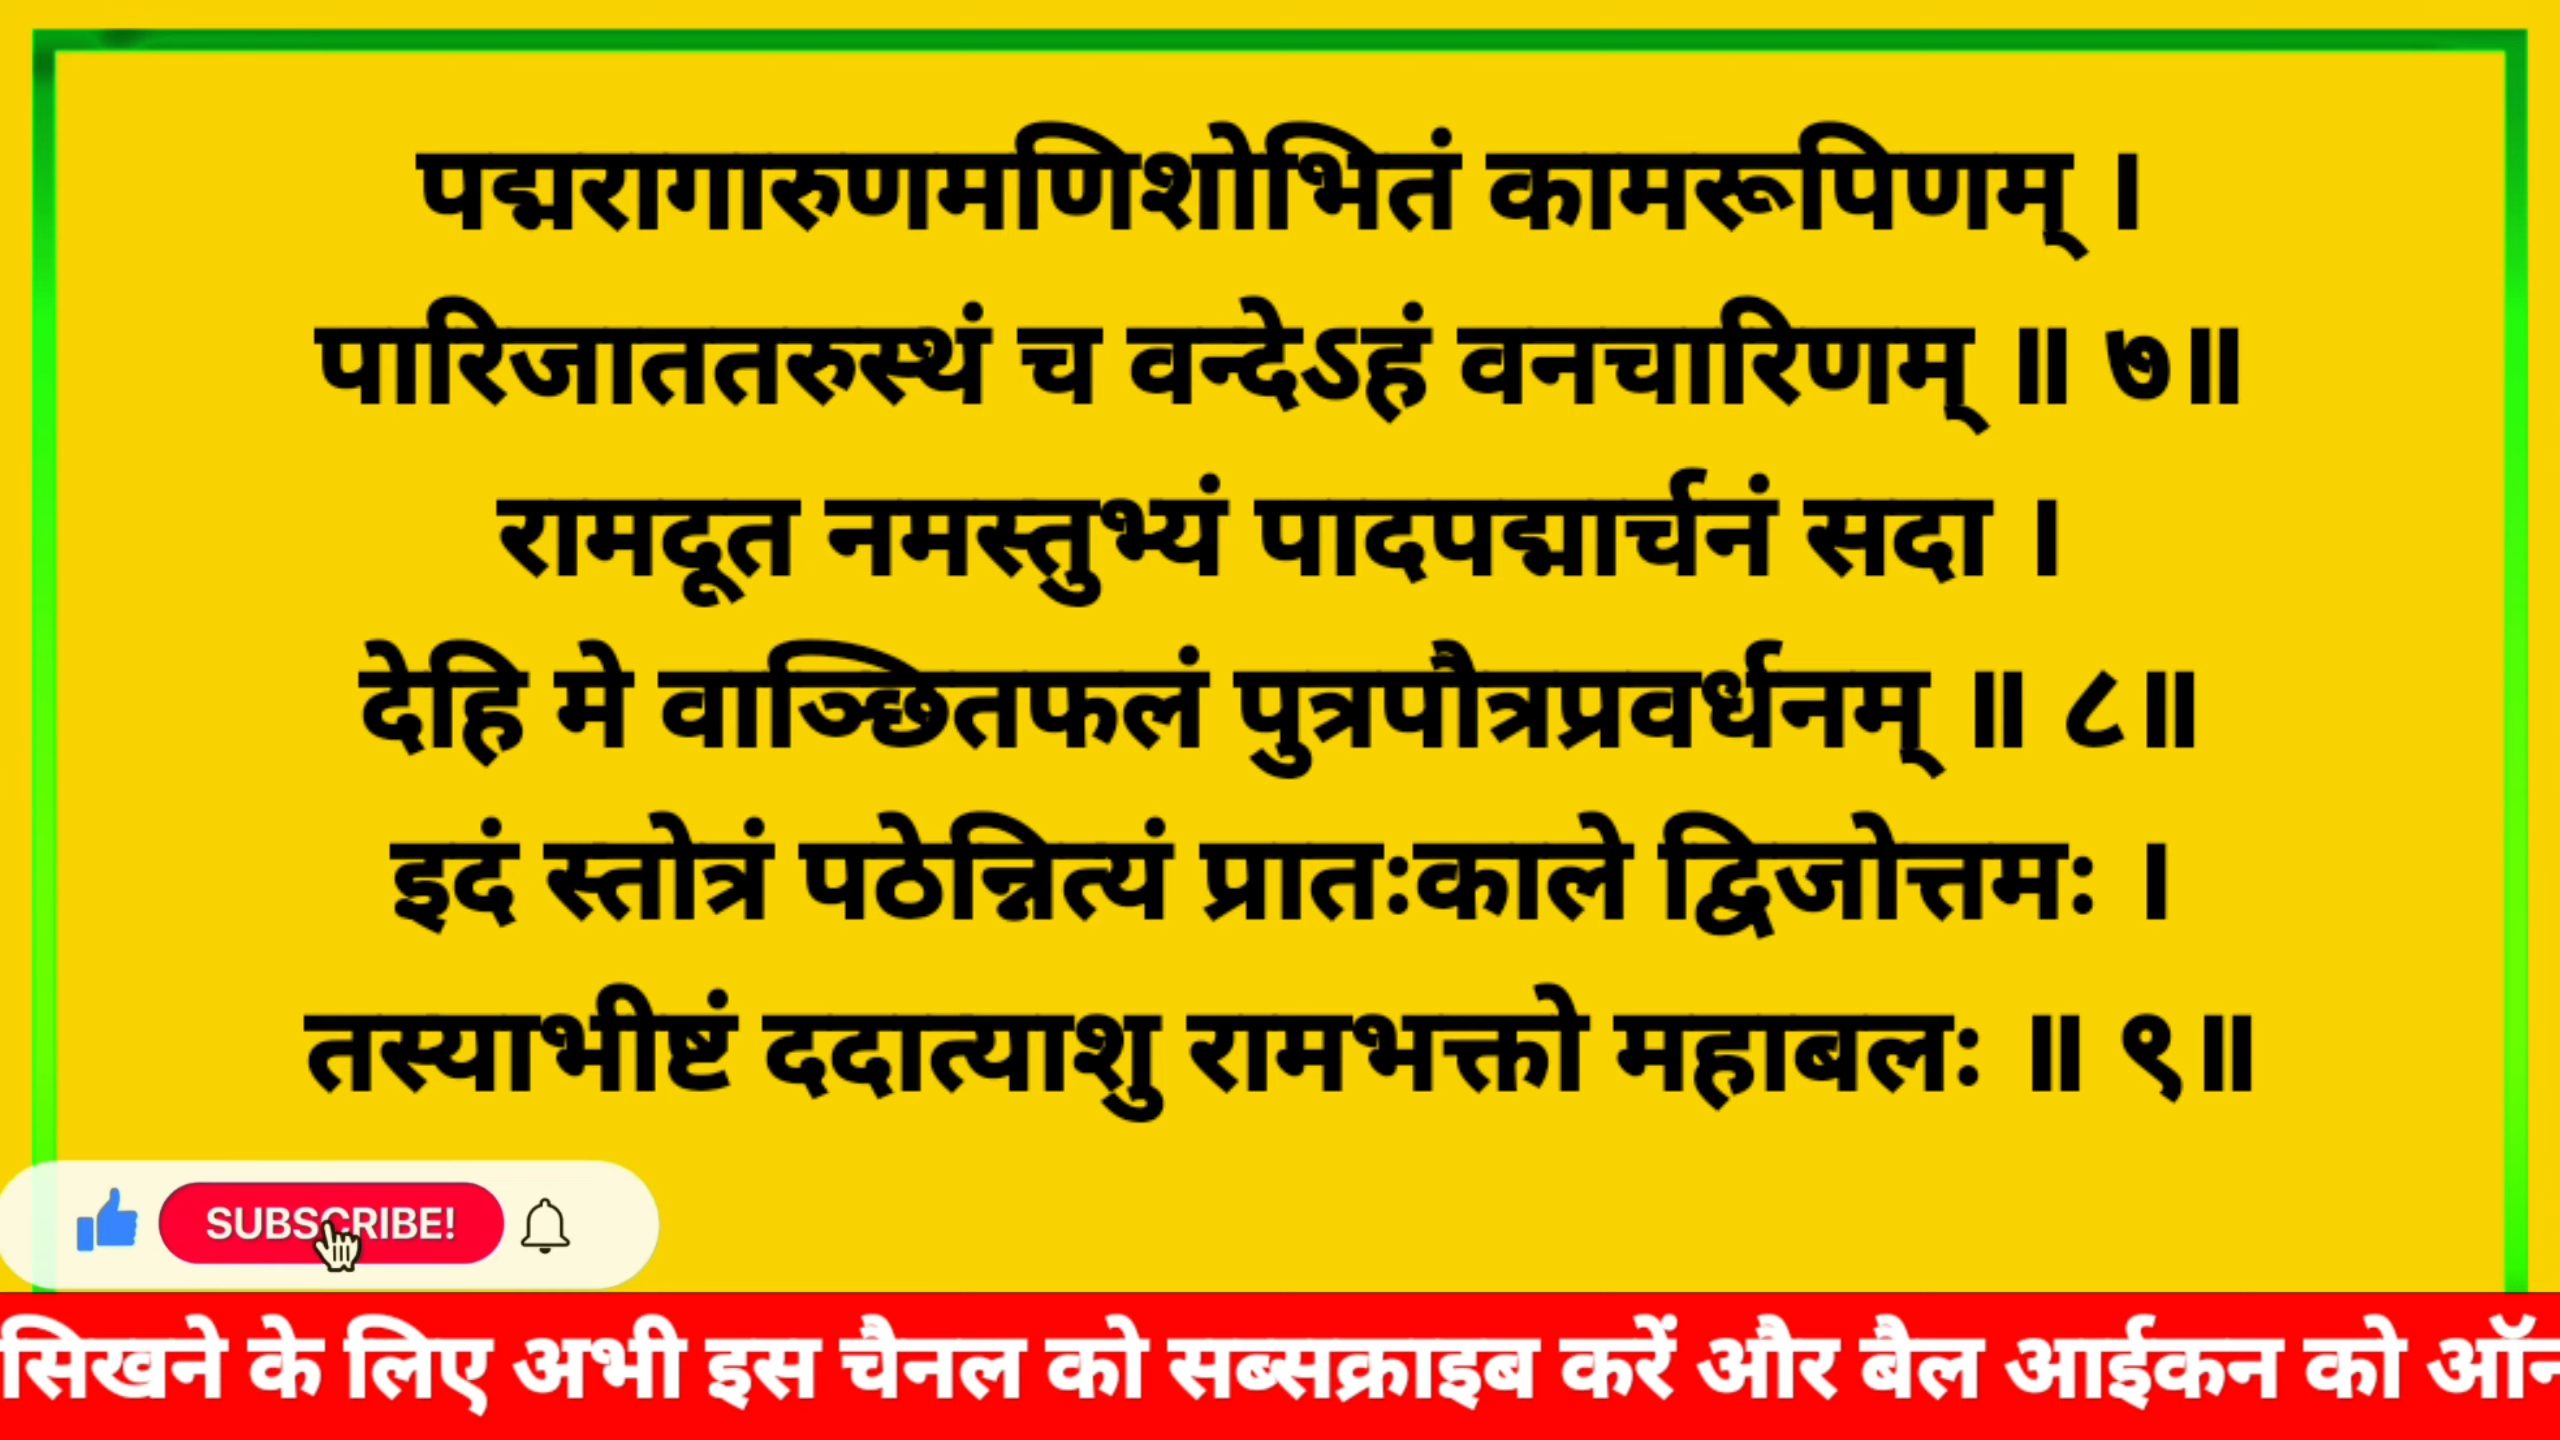 पद्मरागारुणमणिशोभितं कामरूपिणम् ।
पारिजाततरुस्थं च वन्देऽहं वनचारिणम् ॥ ७॥
रामदूत नमस्तुभ्यं पादपद्मार्चनं सदा ।
देहि मे वाञ्छितफलं पुत्रपौत्रप्रवर्धनम् ॥ ८॥
इदं स्तोत्रं पठेन्नित्यं प्रातःकाले द्विजोत्तमः ।
तस्याभीष्टं ददात्याशु रामभक्तो महाबलः ॥ ९॥
SUBSCRIBE!
सिखने के लिए अभी इस चैनल को सब्सक्राइब करें और बैल आईकन को ऑन